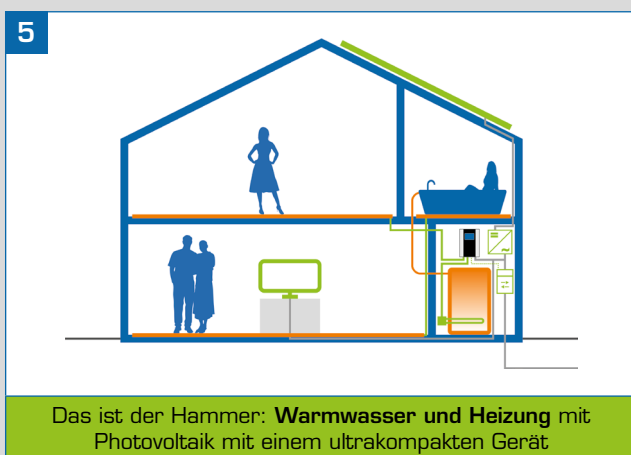 5
Das ist der Hammer: Warmwasser und Heizung mit
Photovoltaik mit einem ultrakompakten Gerät